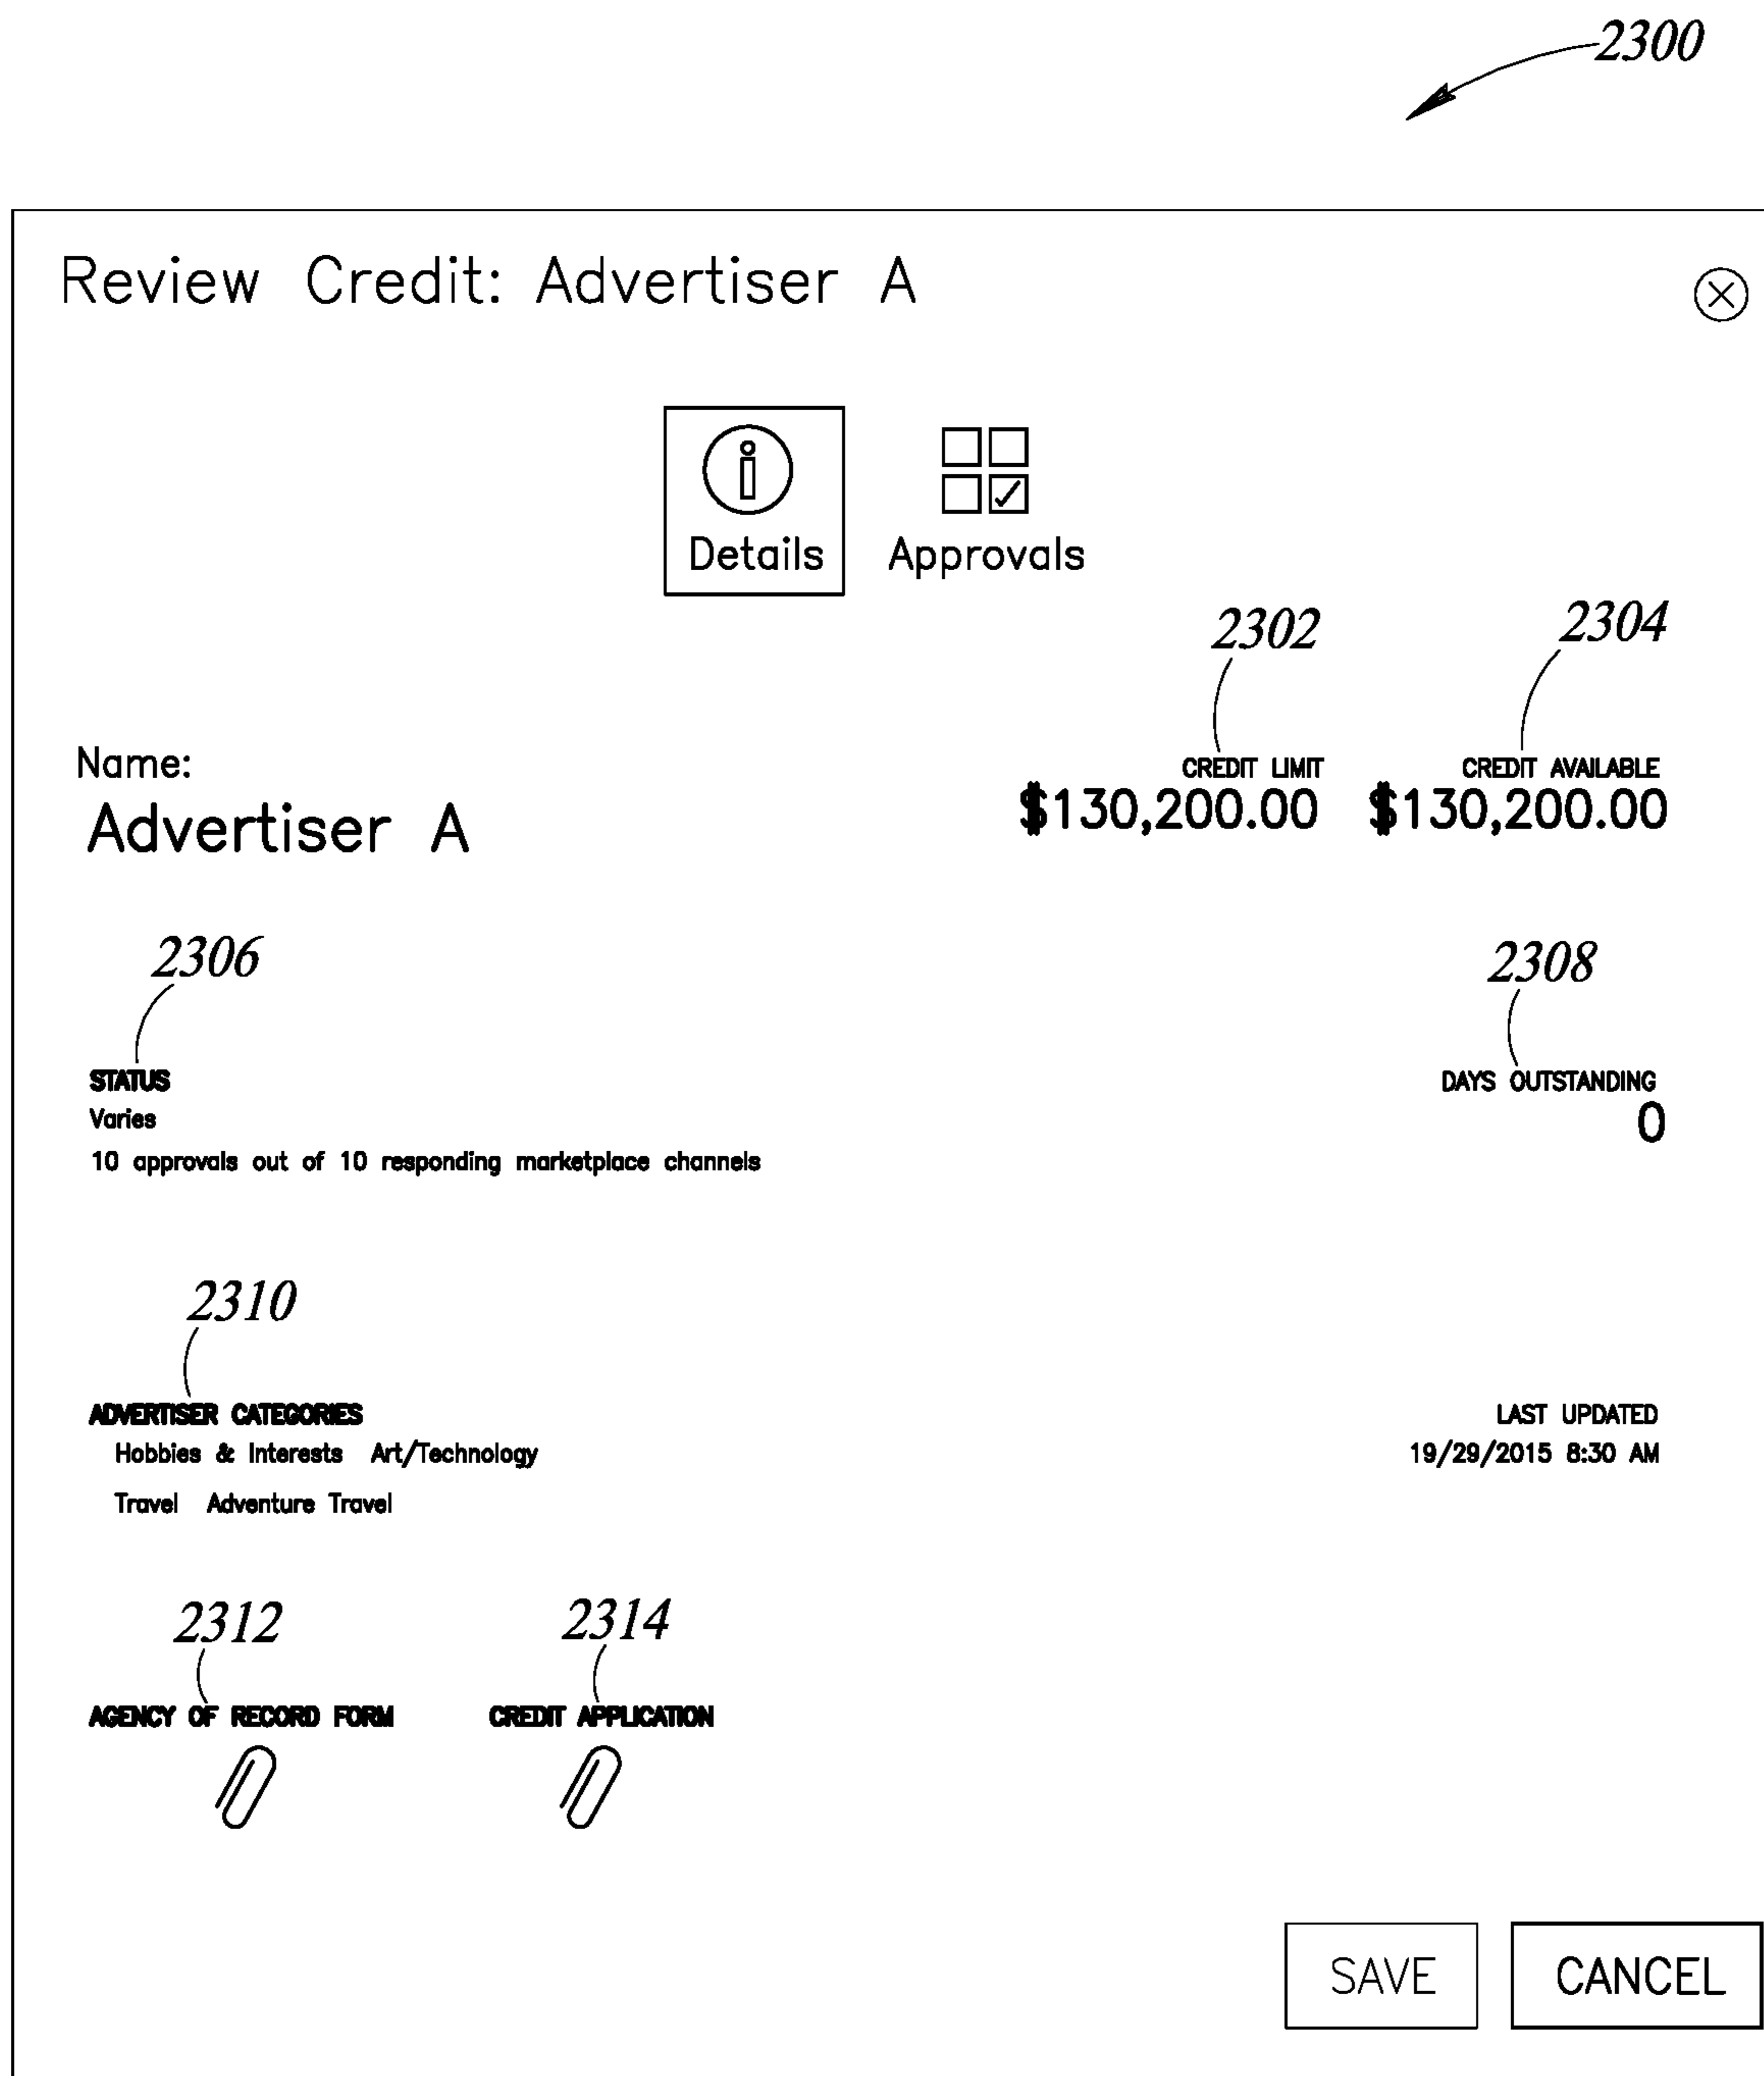 2300
Review Credit: Advertiser A
Details Approvals
2302 2304
Name:
CREDIT LIMIT CREDIT AVAILABLE
Advertiser A
$130,200.00 $130,200.00
2306 2308
STATUS DAYS OUTSTANDING
Varies 0
10 approvals out of 10 responding marketplace channels
2310
ADVERTISER CATEGORIES LAST UPDATED
Hobbies & Interests Art/Technology 19/29/2015 8:30 AM
Travel Adventure Travel
2312 2314
AGENCY OF RECORD FORM CREDIT APPLICATION
SAVE CANCEL